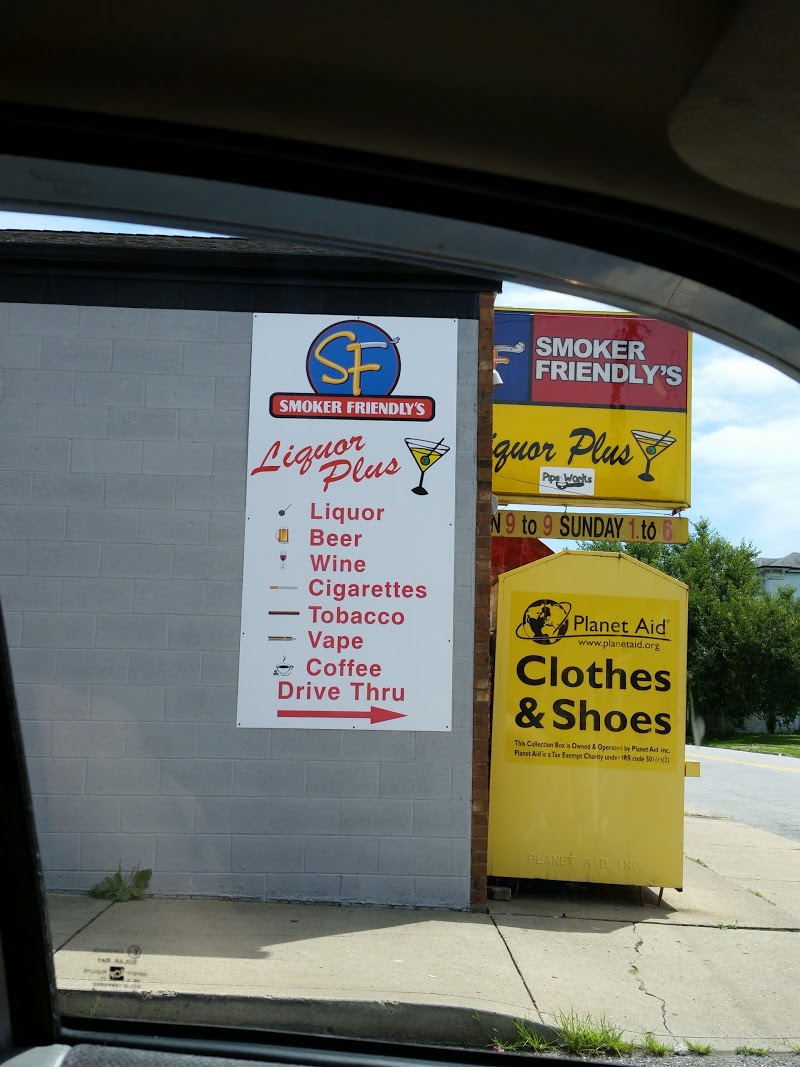 SF
SMOKER FRIENDLY'S
Liquor
Plus
Liquor
Beer
Wine
Cigarettes
Tobacco
Vape
Coffee
Drive Thru
SMOKER
FRIENDLY'S
quor Plus
Pipe Works
N 9 to 9 SUNDAY 1 to 6
Planet Aid
www.planetaid.org
Clothes
& Shoes
This Collection Box is Owned & Operated by Planet Aid Inc.
Planet Aid is a Tax Exempt Charity under IRS code 501(c)(3)
PLANET AID INC